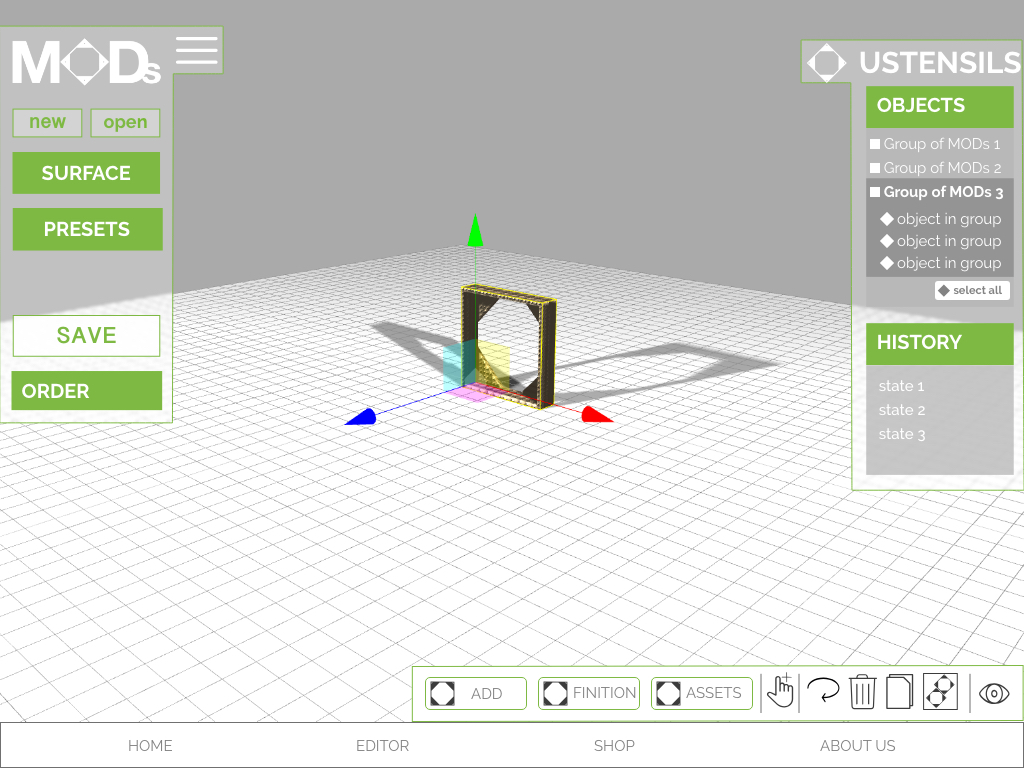 MODs
new
open
SURFACE
PRESETS
SAVE
ORDER
USTENSILS
OBJECTS
Group of MODs 1
Group of MODs 2
Group of MODs 3
object in group
object in group
object in group
select all
HISTORY
state 1
state 2
state 3
ADD
FINITION
ASSETS
HOME
EDITOR
SHOP
ABOUT US